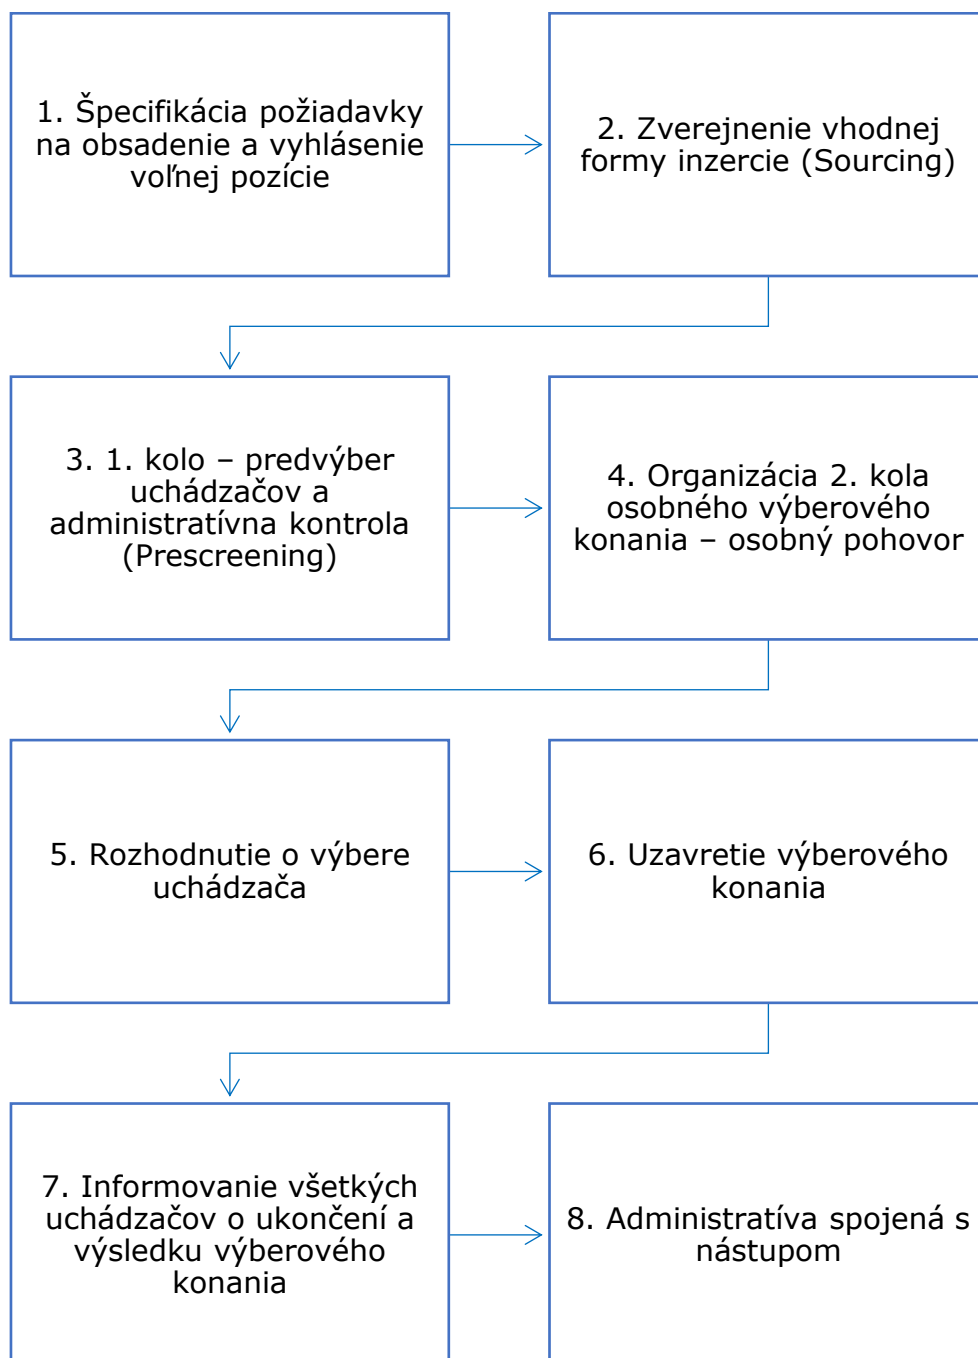 1. Špecifikácia požiadavky
na obsadenie a vyhlásenie
voľnej pozície
2. Zverejnenie vhodnej
formy inzercie (Sourcing)
3. 1. kolo – predvýber
uchádzačov a
administratívna kontrola
(Prescreening)
4. Organizácia 2. kola
osobného výberového
konania – osobný pohovor
5. Rozhodnutie o výbere
uchádzača
6. Uzavretie výberového
konania
7. Informovanie všetkých
uchádzačov o ukončení a
výsledku výberového
konania
8. Administratíva spojená s
nástupom